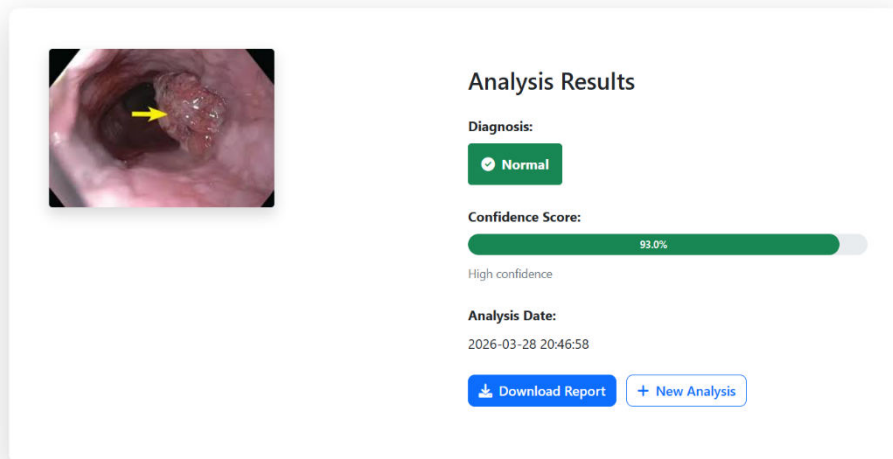 Analysis Results
Diagnosis:
Normal
Confidence Score:
93.0%
High confidence
Analysis Date:
2026-03-28 20:46:58
Download Report
New Analysis